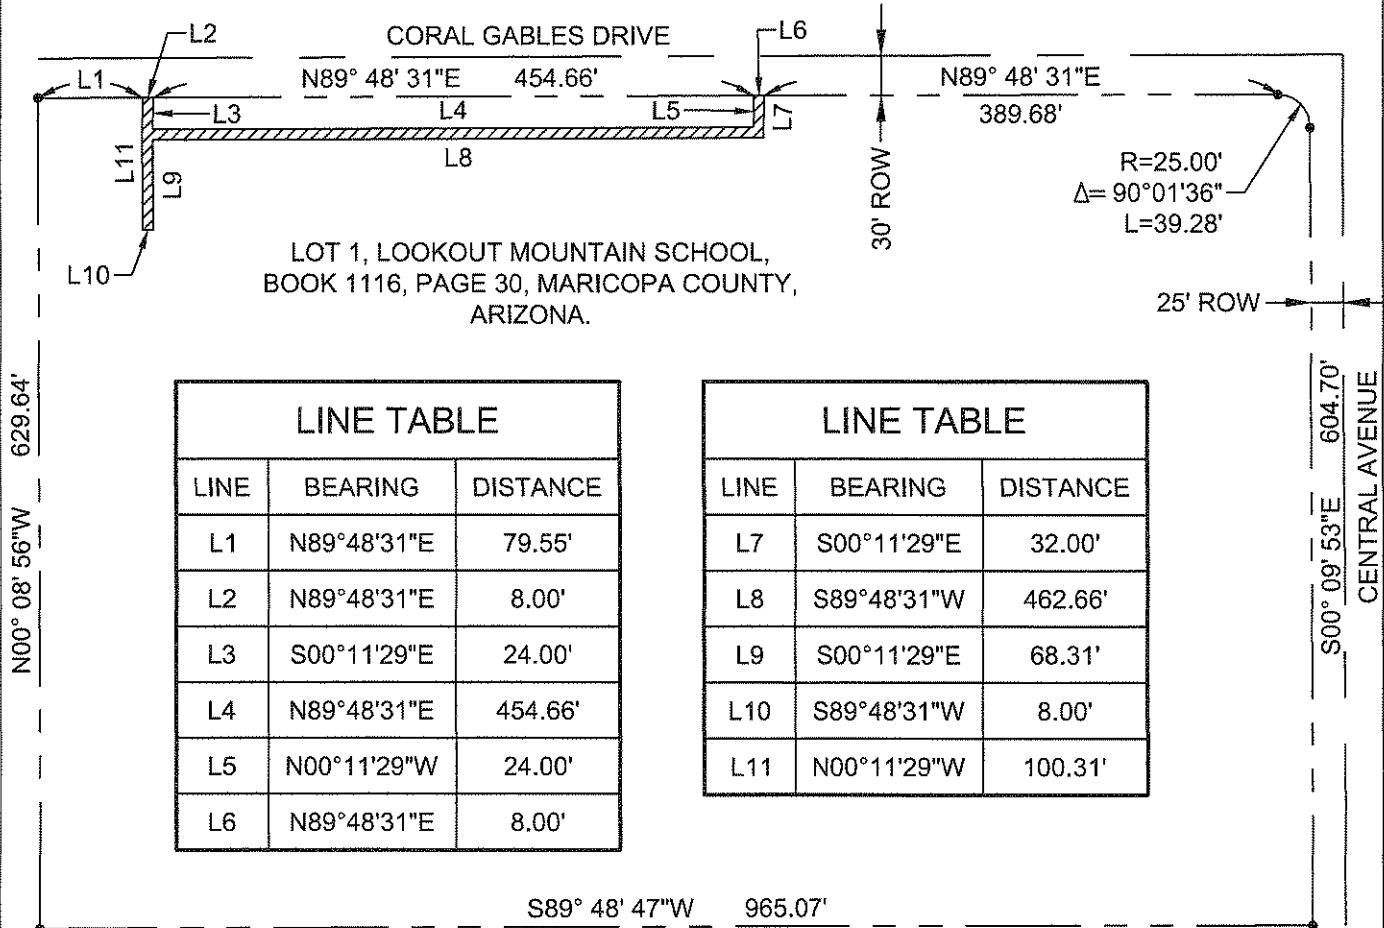 L2
CORAL GABLES DRIVE
L6
L1
N89° 48' 31"E 454.66'
N89° 48' 31"E
389.68'
L3
L4
L5
L7
L8
L11
L9
L10
30' ROW
R=25.00'
Δ= 90°01'36"
L=39.28'
LOT 1, LOOKOUT MOUNTAIN SCHOOL,
BOOK 1116, PAGE 30, MARICOPA COUNTY,
ARIZONA.
25' ROW
N00° 08' 56"W 629.64'
LINE TABLE
LINE BEARING DISTANCE
L1 N89°48'31"E 79.55'
L2 N89°48'31"E 8.00'
L3 S00°11'29"E 24.00'
L4 N89°48'31"E 454.66'
L5 N00°11'29"W 24.00'
L6 N89°48'31"E 8.00'
LINE TABLE
LINE BEARING DISTANCE
L7 S00°11'29"E 32.00'
L8 S89°48'31"W 462.66'
L9 S00°11'29"E 68.31'
L10 S89°48'31"W 8.00'
L11 N00°11'29"W 100.31'
S00° 09' 53"E 604.70'
CENTRAL AVENUE
S89° 48' 47"W 965.07'